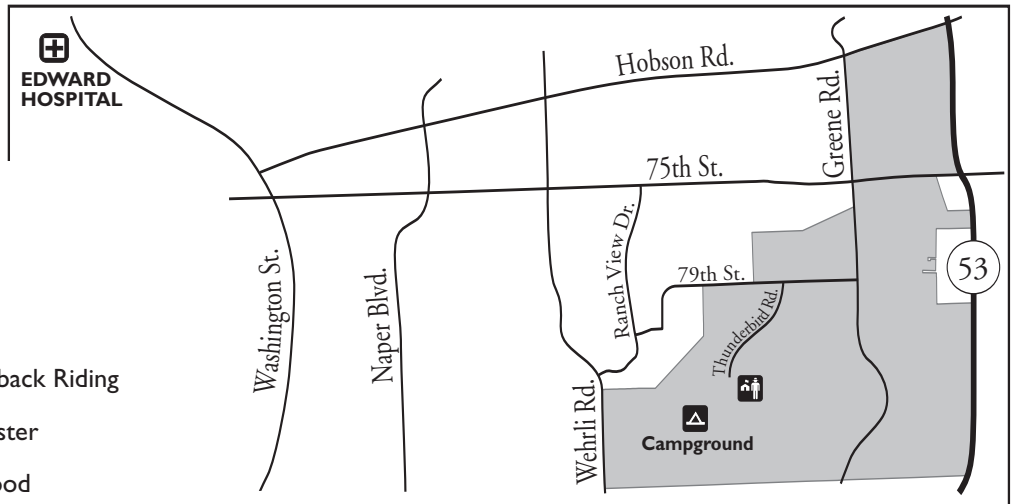 EDWARD
HOSPITAL
Hobson Rd.
Greene Rd.
75th St.
Washington St.
Naper Blvd.
Ranch View Dr.
79th St.
53
Thunderbird Rd.
back Riding
Wehrli Rd.
Campground
ster
od